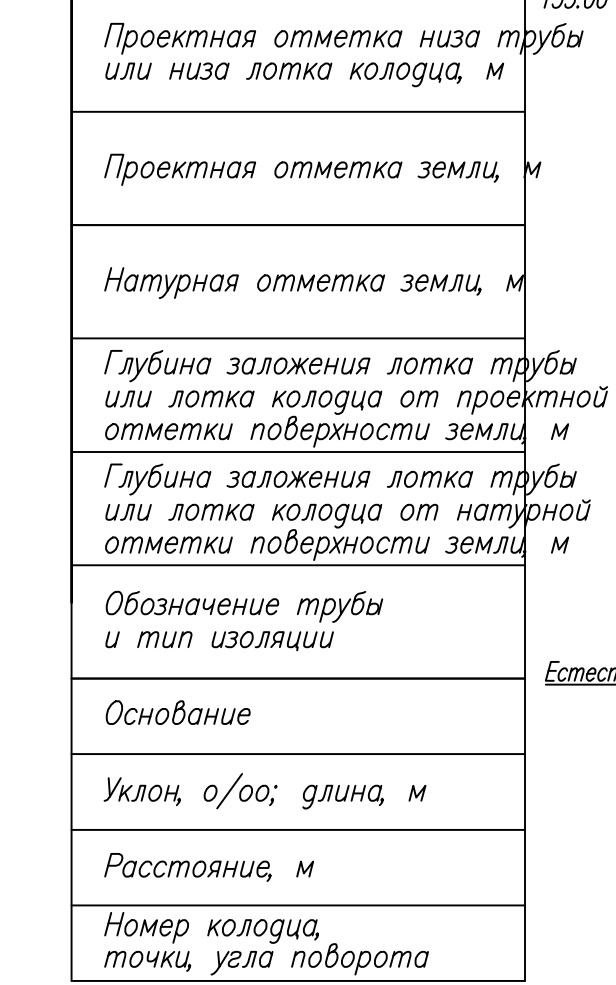 Проектная отметка низа трубы
или низа лотка колодца, м
Проектная отметка земли, м
Натурная отметка земли, м
Глубина заложения лотка трубы
или лотка колодца от проектной
отметки поверхности земли, м
Глубина заложения лотка трубы
или лотка колодца от натурной
отметки поверхности земли, м
Обозначение трубы
и тип изоляции
Естест
Основание
Уклон, о/оо; длина, м
Расстояние, м
Номер колодца,
точки, угла поворота